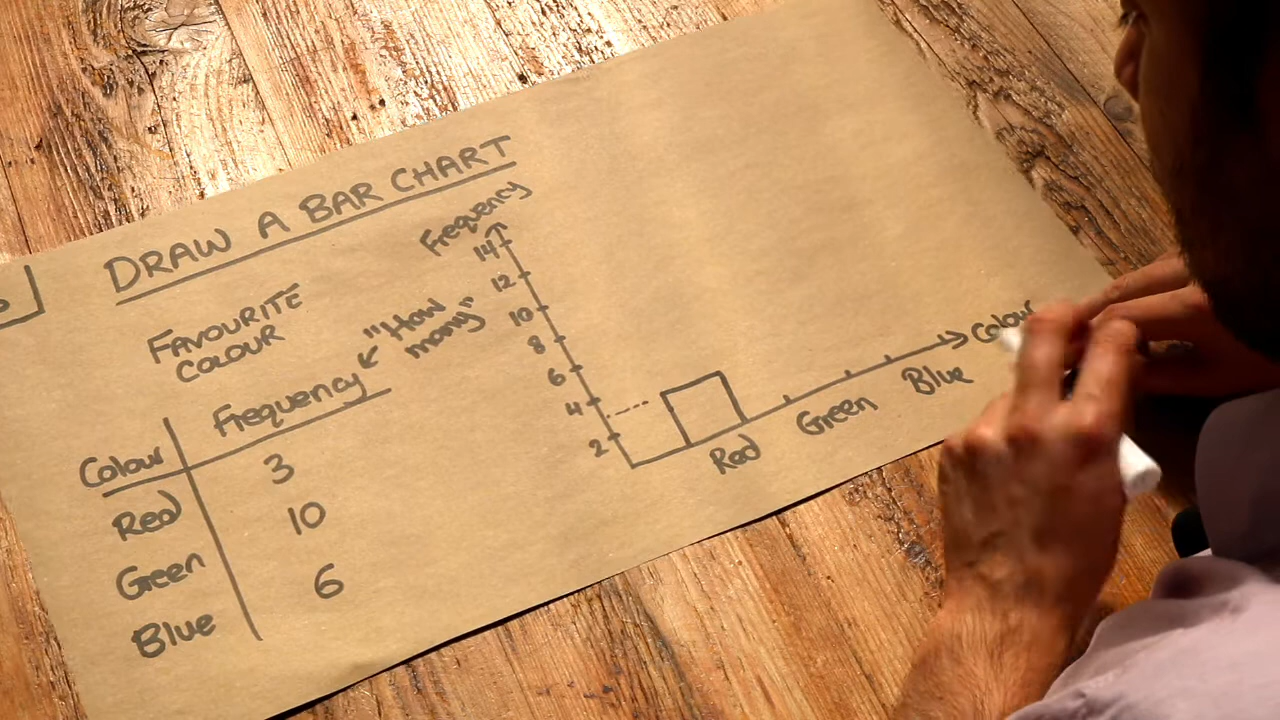 DRAW A BAR CHART
FAVOURITE
COLOUR
"How
many"
Colour Frequency
Red 3
Green 10
Blue 6
Frequency
14
12
10
8
6
4
2
Red Green Blue Colour